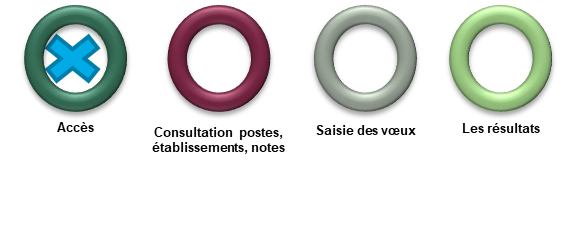 Accès
Consultation postes,
établissements, notes
Saisie des vœux
Les résultats